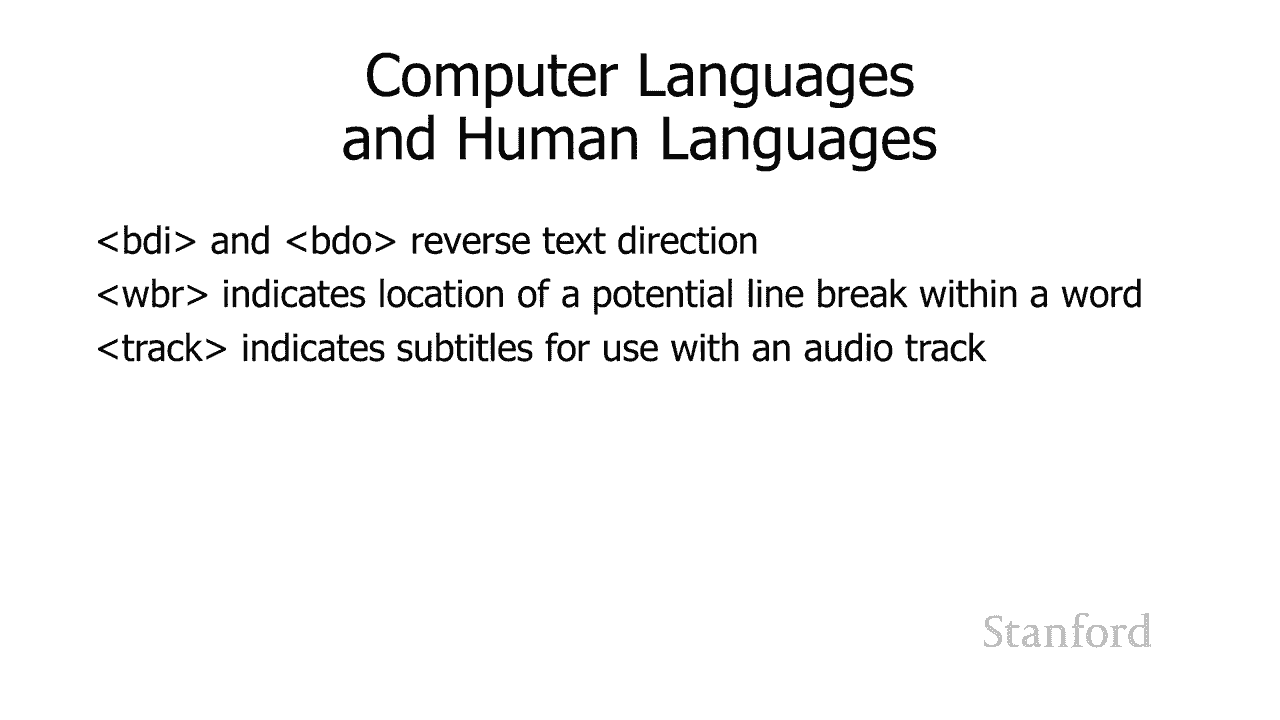 Computer Languages
and Human Languages
<bdi> and <bdo> reverse text direction
<wbr> indicates location of a potential line break within a word
<track> indicates subtitles for use with an audio track
Stanford